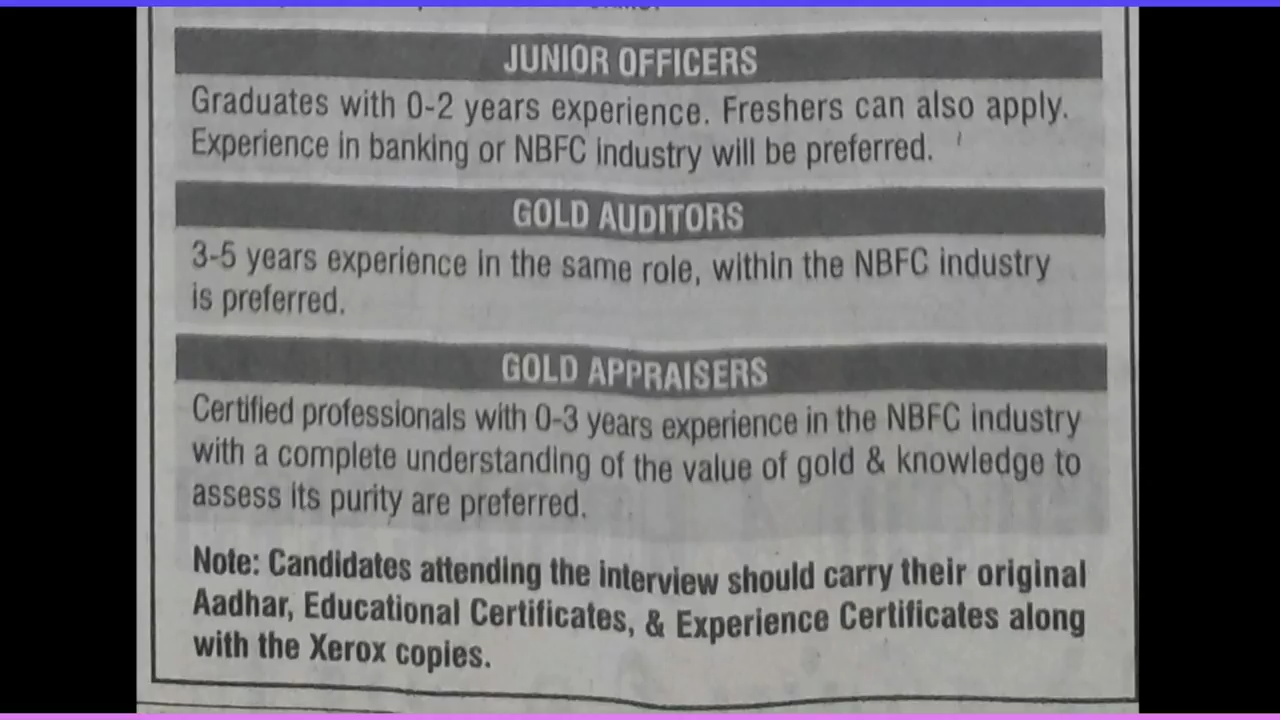 JUNIOR OFFICERS
Graduates with 0-2 years experience. Freshers can also apply.
Experience in banking or NBFC industry will be preferred.
GOLD AUDITORS
3-5 years experience in the same role, within the NBFC industry
is preferred.
GOLD APPRAISERS
Certified professionals with 0-3 years experience in the NBFC industry
with a complete understanding of the value of gold & knowledge to
assess its purity are preferred.
Note: Candidates attending the interview should carry their original
Aadhar, Educational Certificates, & Experience Certificates along
with the Xerox copies.